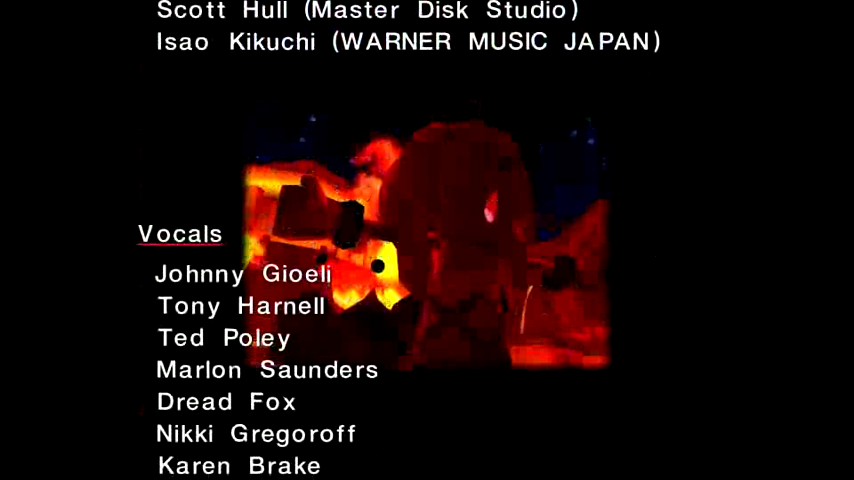 Scott Hull (Master Disk Studio)
Isao Kikuchi (WARNER MUSIC JAPAN)
Vocals
Johnny Gioeli
Tony Harnell
Ted Poley
Marlon Saunders
Dread Fox
Nikki Gregoroff
Karen Brake